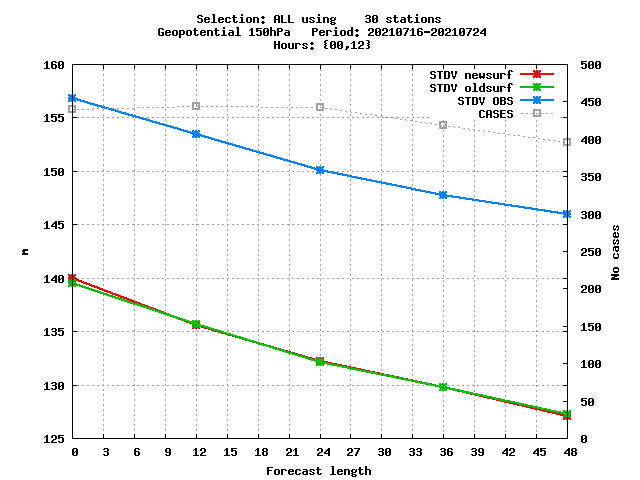 Selection: ALL using    30 stations
Geopotential 150hPa   Period: 20210716-20210724
Hours: {00,12}
STDV newsurf
STDV oldsurf
STDV OBS
CASES
160
155
150
145
140
135
130
125
m
500
450
400
350
300
250
200
150
100
50
0
No cases
0 3 6 9 12 15 18 21 24 27 30 33 36 39 42 45 48
Forecast length